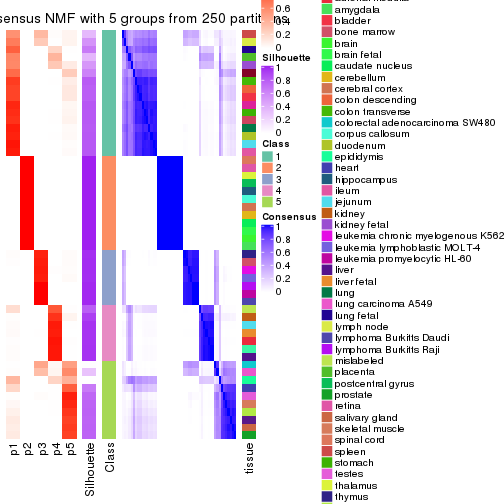 sensus NMF with 5 groups from 250 partitions
0.6
0.4
0.2
0
Silhouette
1
0.8
0.6
0.4
0.2
0
Class
1
2
3
4
5
Consensus
1
0.8
0.6
0.4
0.2
0
amygdala
bladder
bone marrow
brain
brain fetal
caudate nucleus
cerebellum
cerebral cortex
colon descending
colon transverse
colorectal adenocarcinoma SW480
corpus callosum
duodenum
epididymis
heart
hippocampus
ileum
jejunum
kidney
kidney fetal
leukemia chronic myelogenous K562
leukemia lymphoblastic MOLT-4
leukemia promyelocytic HL-60
liver
liver fetal
lung
lung carcinoma A549
lung fetal
lymph node
lymphoma Burkitts Daudi
lymphoma Burkitts Raji
mislabeled
placenta
postcentral gyrus
prostate
retina
salivary gland
skeletal muscle
spinal cord
spleen
stomach
testes
thalamus
thymus
p1
p2
p3
p4
p5
Silhouette
Class
tissue